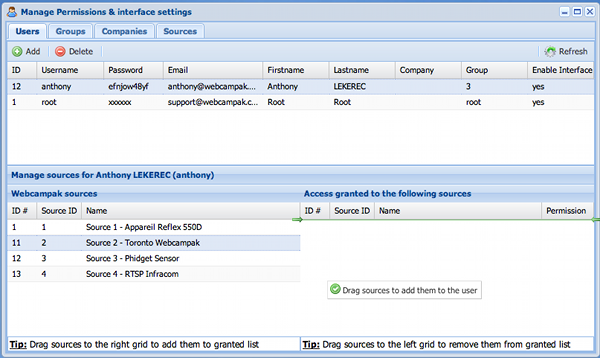 Manage Permissions & interface settings
Users Groups Companies Sources
Add Delete Refresh
ID Username Password Email Firstname Lastname Company Group Enable Interface
12 anthony efnjow48yf anthony@webcampak.... Anthony LEKEREC 3 yes
1 root xxxxxx support@webcampak.c... Root Root root yes
Manage sources for Anthony LEKEREC (anthony)
Webcampak sources Access granted to the following sources
ID # Source ID Name ID # Source ID Name Permission
1 1 Source 1 - Appareil Reflex 550D
11 2 Source 2 - Toronto Webcampak
12 3 Source 3 - Phidget Sensor
13 4 Source 4 - RTSP Infracom
Drag sources to add them to the user
Tip: Drag sources to the right grid to add them to granted list Tip: Drag sources to the left grid to remove them from granted list